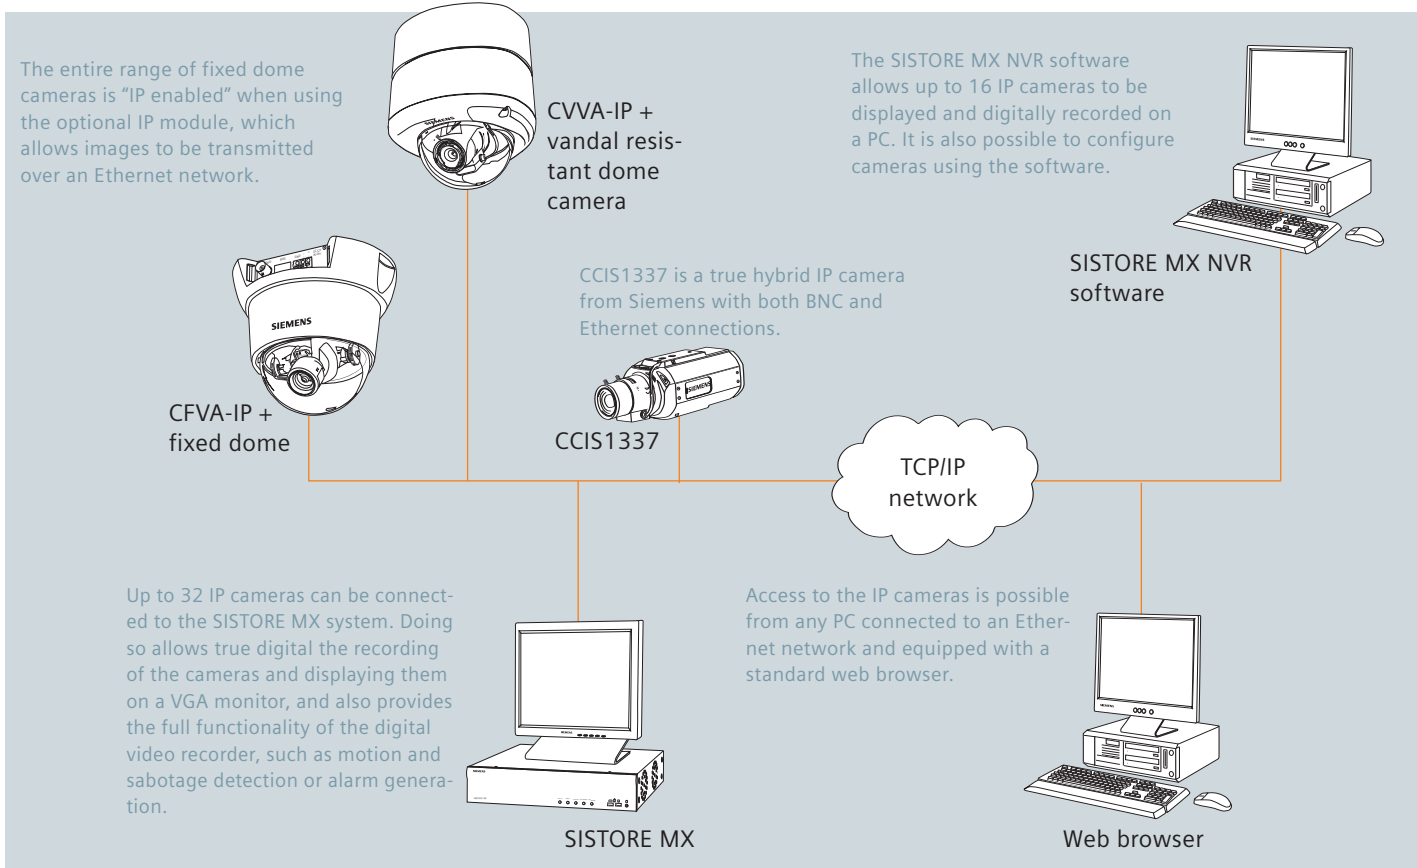 The entire range of fixed dome
cameras is “IP enabled” when using
the optional IP module, which
allows images to be transmitted
over an Ethernet network.
SIEMENS
CVVA-IP +
vandal resis-
tant dome
camera
The SISTORE MX NVR software
allows up to 16 IP cameras to be
displayed and digitally recorded on
a PC. It is also possible to configure
cameras using the software.
SIEMENS
SISTORE MX NVR
software
SIEMENS
CFVA-IP +
fixed dome
CCIS1337 is a true hybrid IP camera
from Siemens with both BNC and
Ethernet connections.
SIEMENS
CCIS1337
TCP/IP
network
Up to 32 IP cameras can be connect-
ed to the SISTORE MX system. Doing
so allows true digital the recording
of the cameras and displaying them
on a VGA monitor, and also provides
the full functionality of the digital
video recorder, such as motion and
sabotage detection or alarm genera-
tion.
SIEMENS
SIEMENS
SISTORE MX
Access to the IP cameras is possible
from any PC connected to an Ether-
net network and equipped with a
standard web browser.
SIEMENS
Web browser